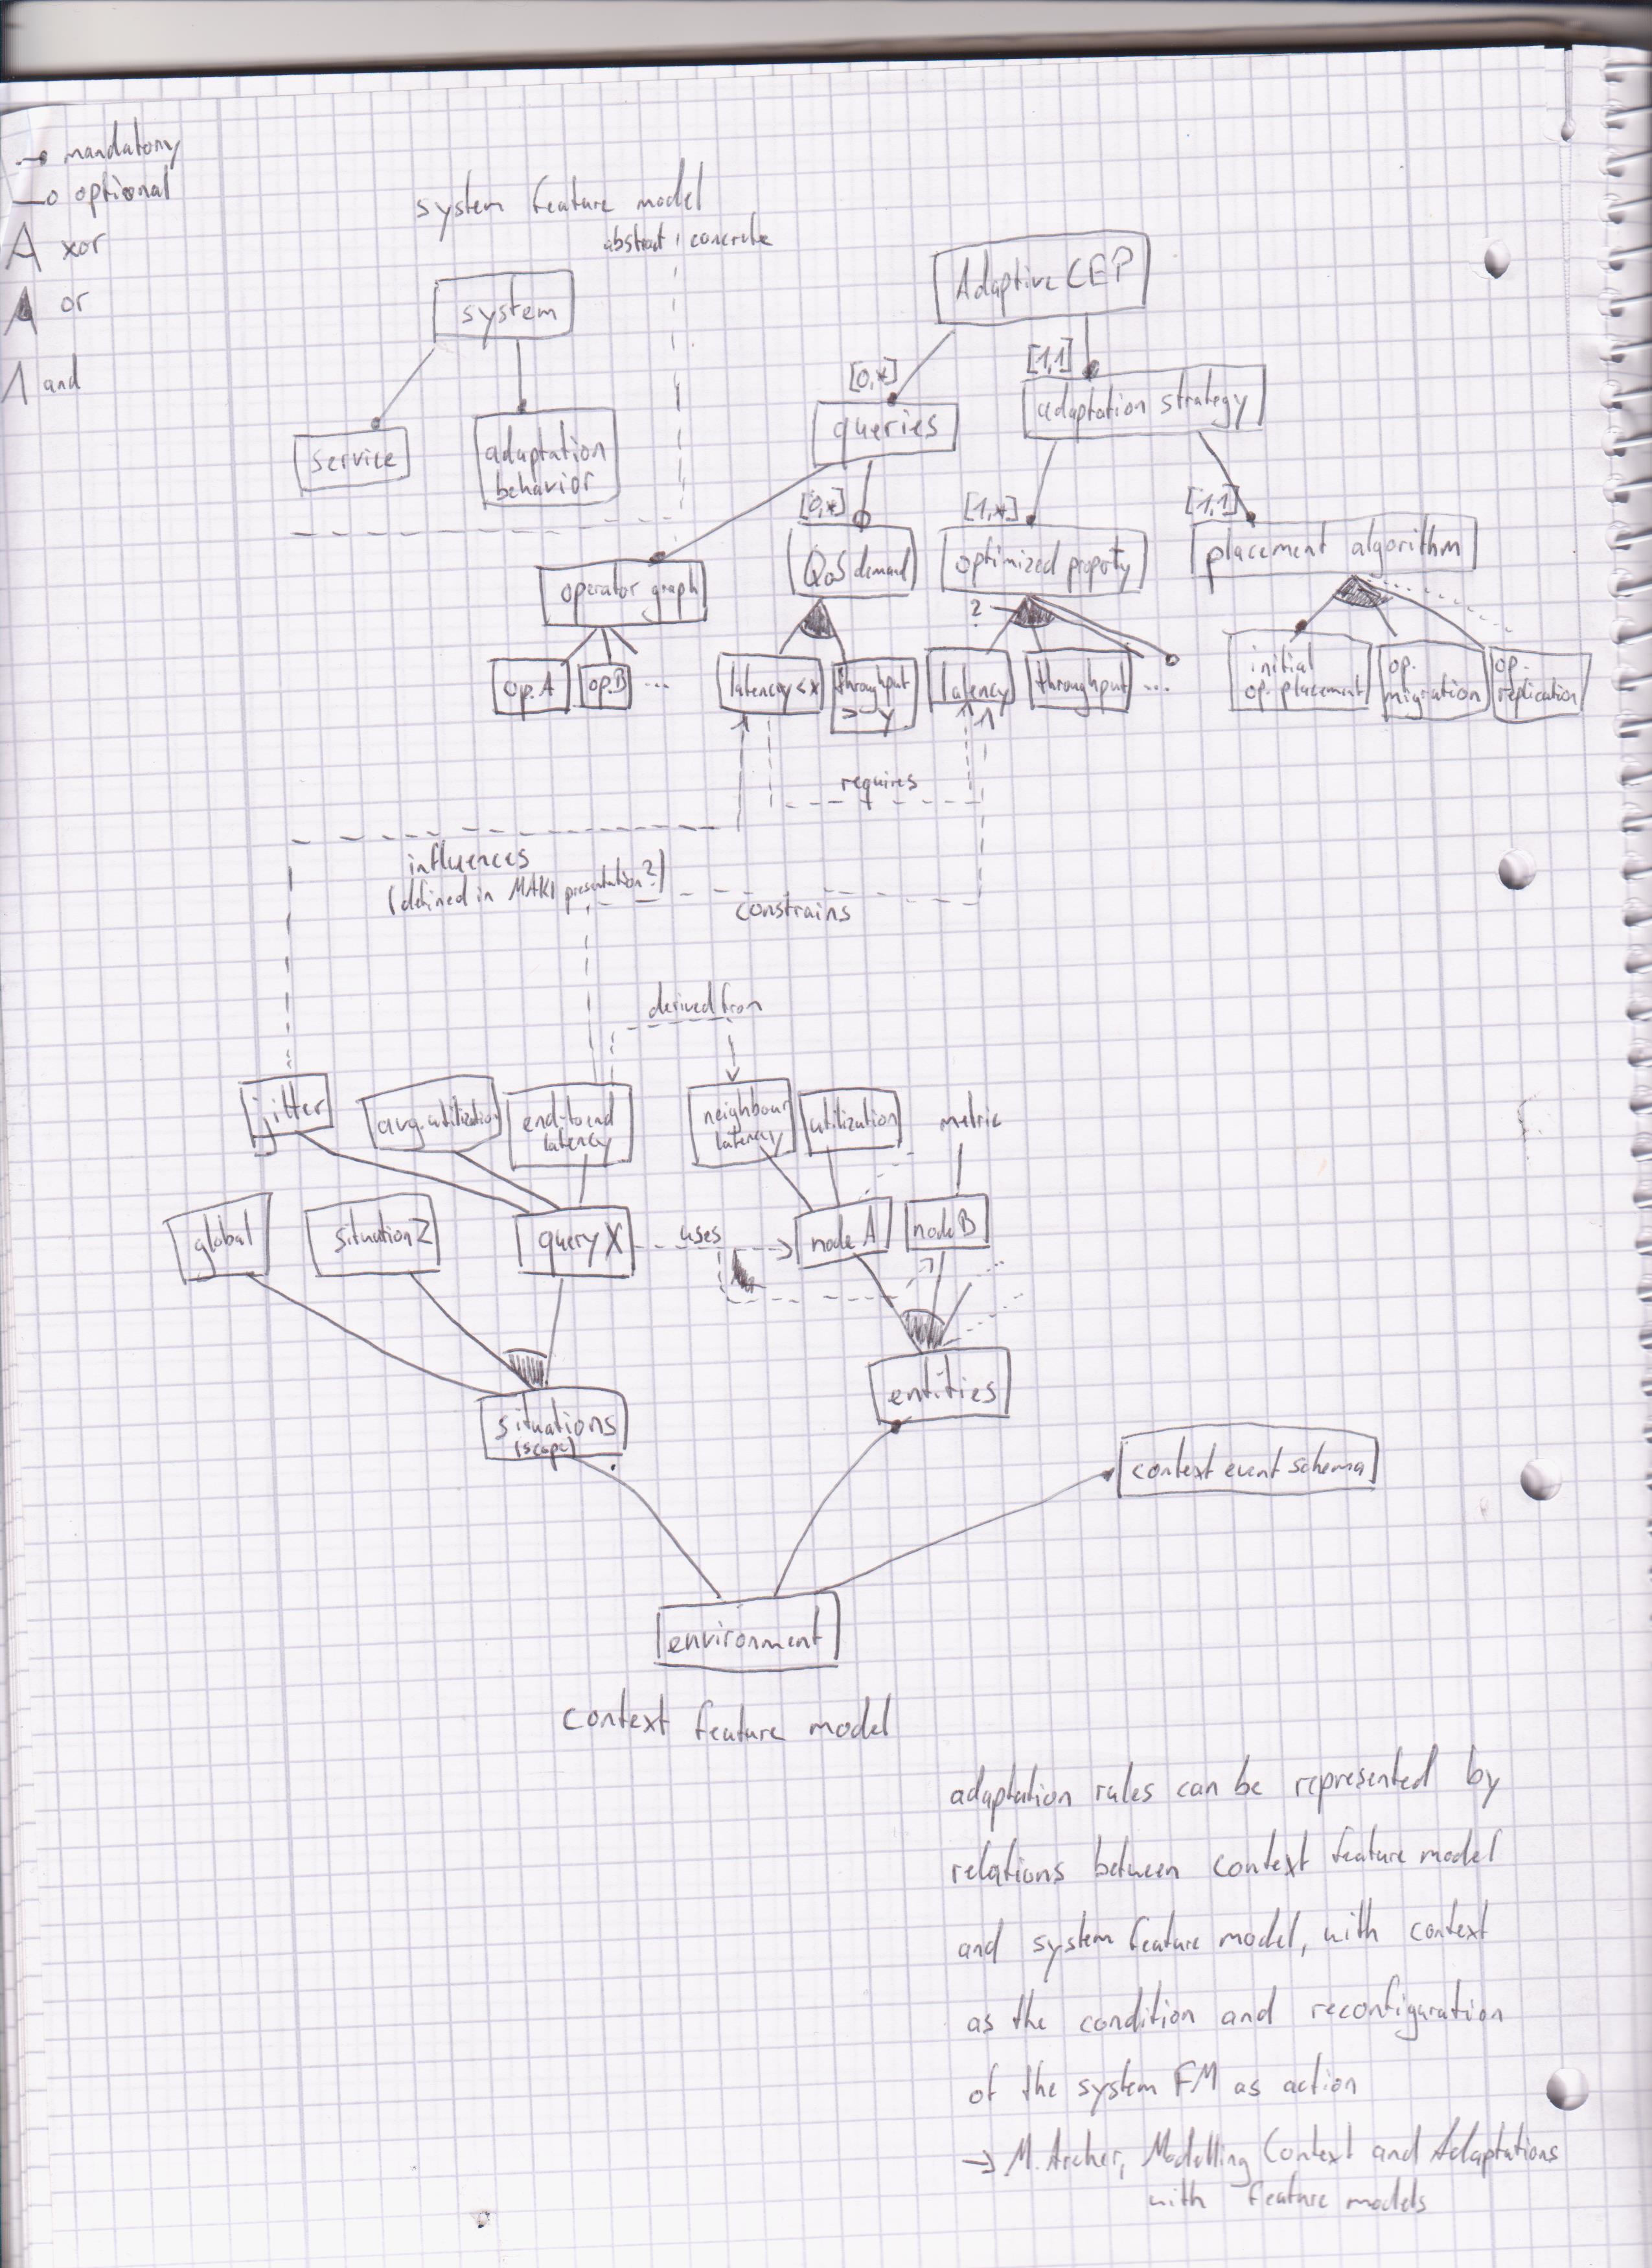 mandatory
optional
xor
or
and
system feature model
abstract concrete
system
service
adaptation
behavior
Adaptive CEP
[0,*]
[1,1]
queries
adaptation strategy
[0,*]
[1,*]
[1,1]
operator graph
QoS demand
optimized property
placement algorithm
?
op. A
op. B
...
latency < x
throughput
> y
latency
throughput
...
initial
op. placement
op.
migration
op.
replication
requires
influences
(defined in MAKI presentation?)
constrains
derived from
jitter
avg. utilization
end-to-end
latency
neighbour
latency
utilization
metric
global
situation 2
query X
uses
node A
node B
situations
(scope)
entities
context event schema
environment
context feature model
adaptation rules can be represented by
relations between context feature model
and system feature model, with context
as the condition and reconfiguration
of the system FM as action
→ M. Archer, Modelling Context and Adaptations
with feature models